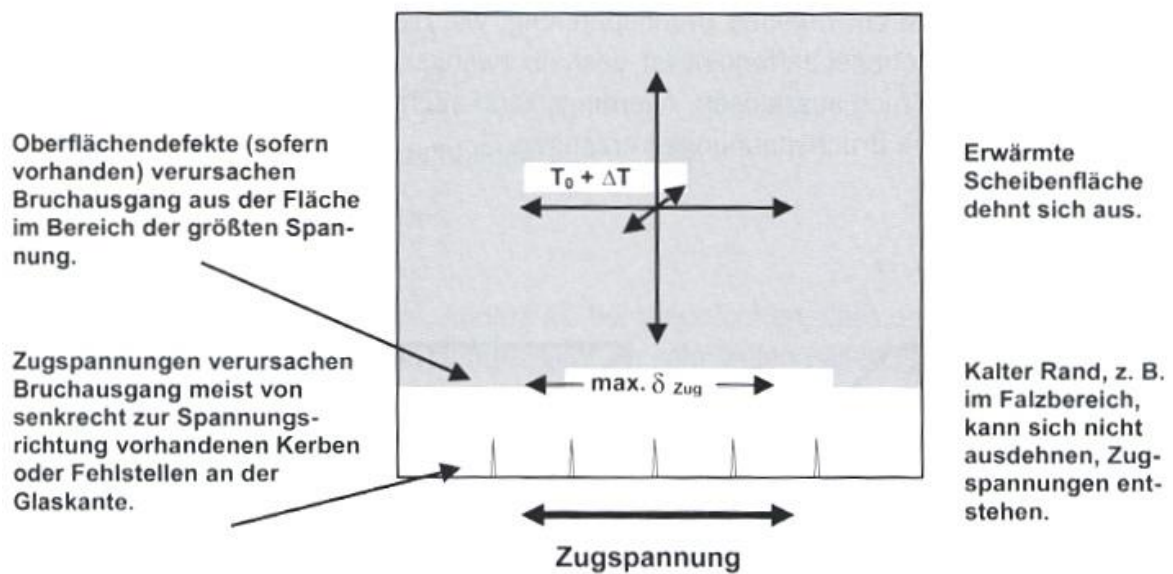 Oberflächendefekte (sofern
vorhanden) verursachen
Bruchausgang aus der Fläche
im Bereich der größten Span-
nung.
T₀ + ΔT
Erwärmte
Scheibenfläche
dehnt sich aus.
Zugspannungen verursachen
Bruchausgang meist von
senkrecht zur Spannungs-
richtung vorhandenen Kerben
oder Fehlstellen an der
Glaskante.
max. δ Zug
Kalter Rand, z. B.
im Falzbereich,
kann sich nicht
ausdehnen, Zug-
spannungen ent-
stehen.
Zugspannung